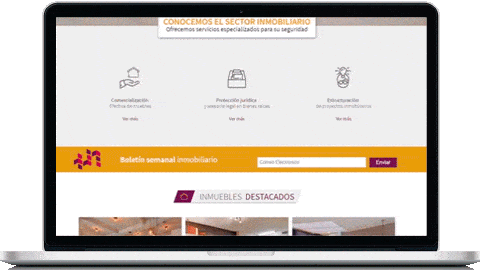 CONOCEMOS EL SECTOR INMOBILIARIO
Ofrecemos servicios especializados para su seguridad
Comercialización
Efectiva de inmuebles
Ver más
Protección jurídica
y asesoría legal en bienes raíces
Ver más
Estructuración
de proyectos inmobiliarios
Ver más
Boletín semanal inmobiliario
Correo Electrónico
Enviar
INMUEBLES DESTACADOS